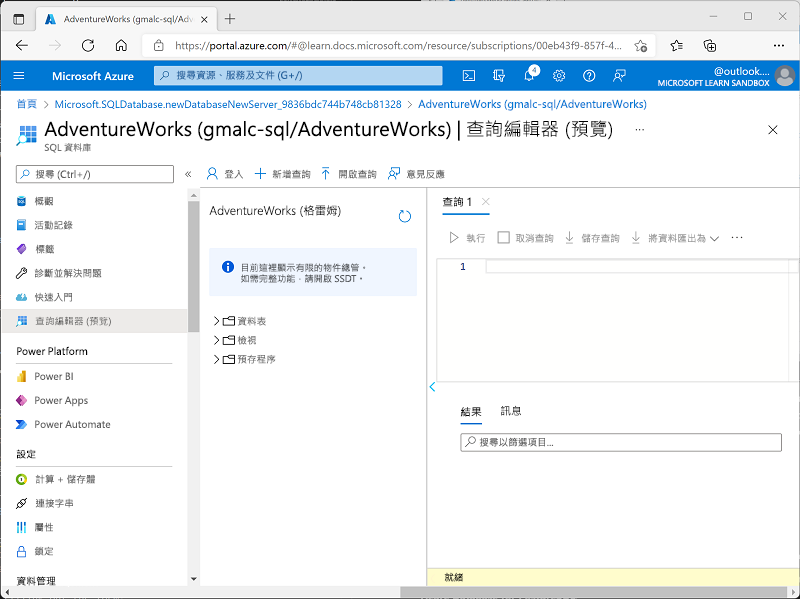 AdventureWorks (gmalc-sql/Adv
https://portal.azure.com/#@learn.docs.microsoft.com/resource/subscriptions/00eb43f9-857f-4...
Microsoft Azure
搜尋資源、服務及文件 (G+/)
4
@outlook....
MICROSOFT LEARN SANDBOX
首頁 > Microsoft.SQLDatabase.newDatabaseNewServer_9836bdc744b748cb81328 > AdventureWorks (gmalc-sql/AdventureWorks)
AdventureWorks (gmalc-sql/AdventureWorks) | 查詢編輯器 (預覽) ...
SQL 資料庫
搜尋 (Ctrl+/)
概觀
活動記錄
標籤
診斷並解決問題
快速入門
查詢編輯器 (預覽)
Power Platform
Power BI
Power Apps
Power Automate
設定
計算 + 儲存體
連接字串
屬性
鎖定
資料管理
登入
新增查詢
開啟查詢
意見反應
AdventureWorks (格雷姆)
目前這裡顯示有限的物件總管。
如需完整功能，請開啟 SSDT。
資料表
檢視
預存程序
查詢 1
執行
取消查詢
儲存查詢
將資料匯出為
...
1
結果
訊息
搜尋以篩選項目...
就緒